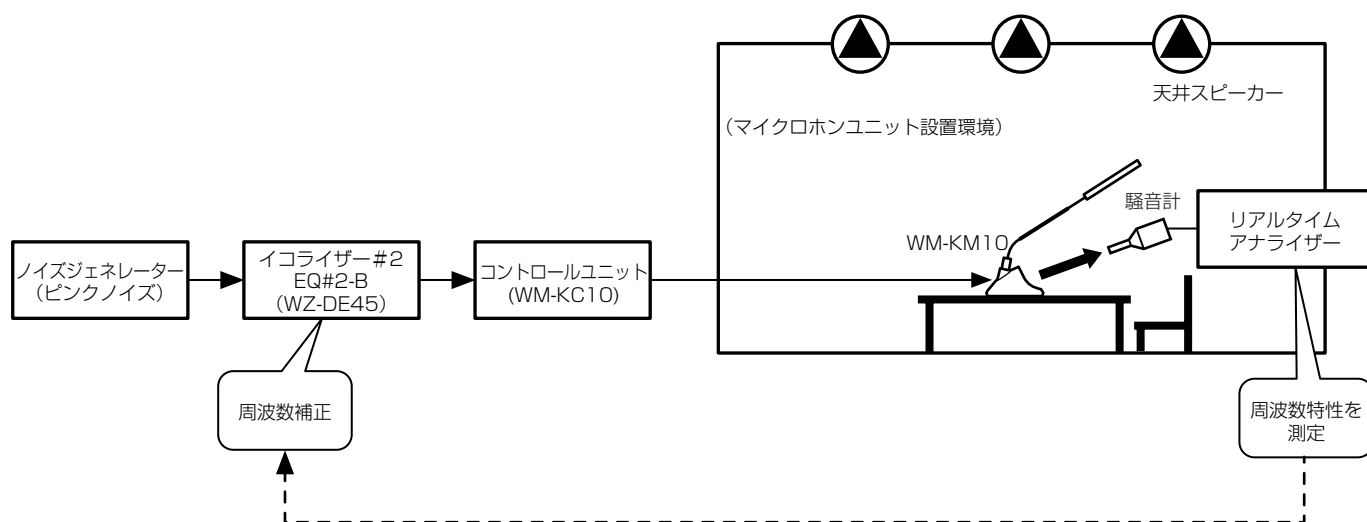 天井スピーカー
（マイクロホンユニット設置環境）
騒音計
リアルタイム
アナライザー
WM-KM10
ノイズジェネレーター
（ピンクノイズ）
イコライザー＃2
EQ#2-B
（WZ-DE45）
コントロールユニット
(WM-KC10)
周波数補正
周波数特性を
測定